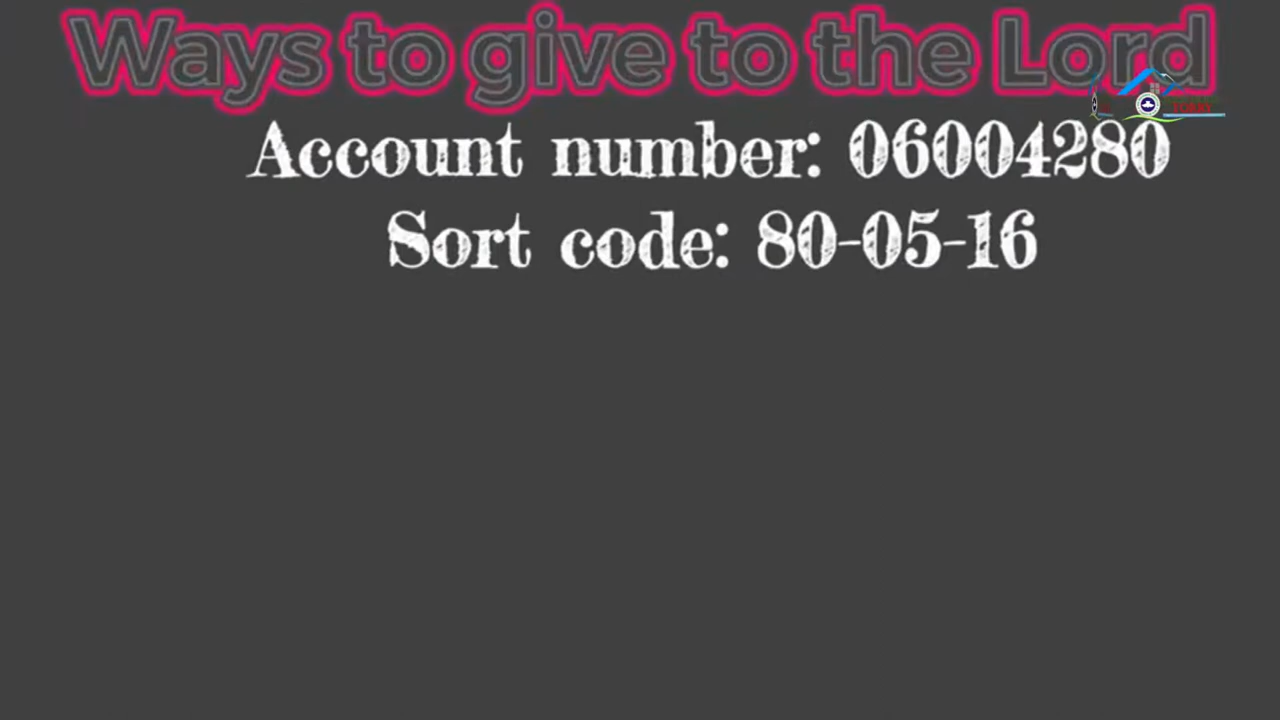 Ways to give to the Lord
Account number: 06004280
Sort code: 80-05-16